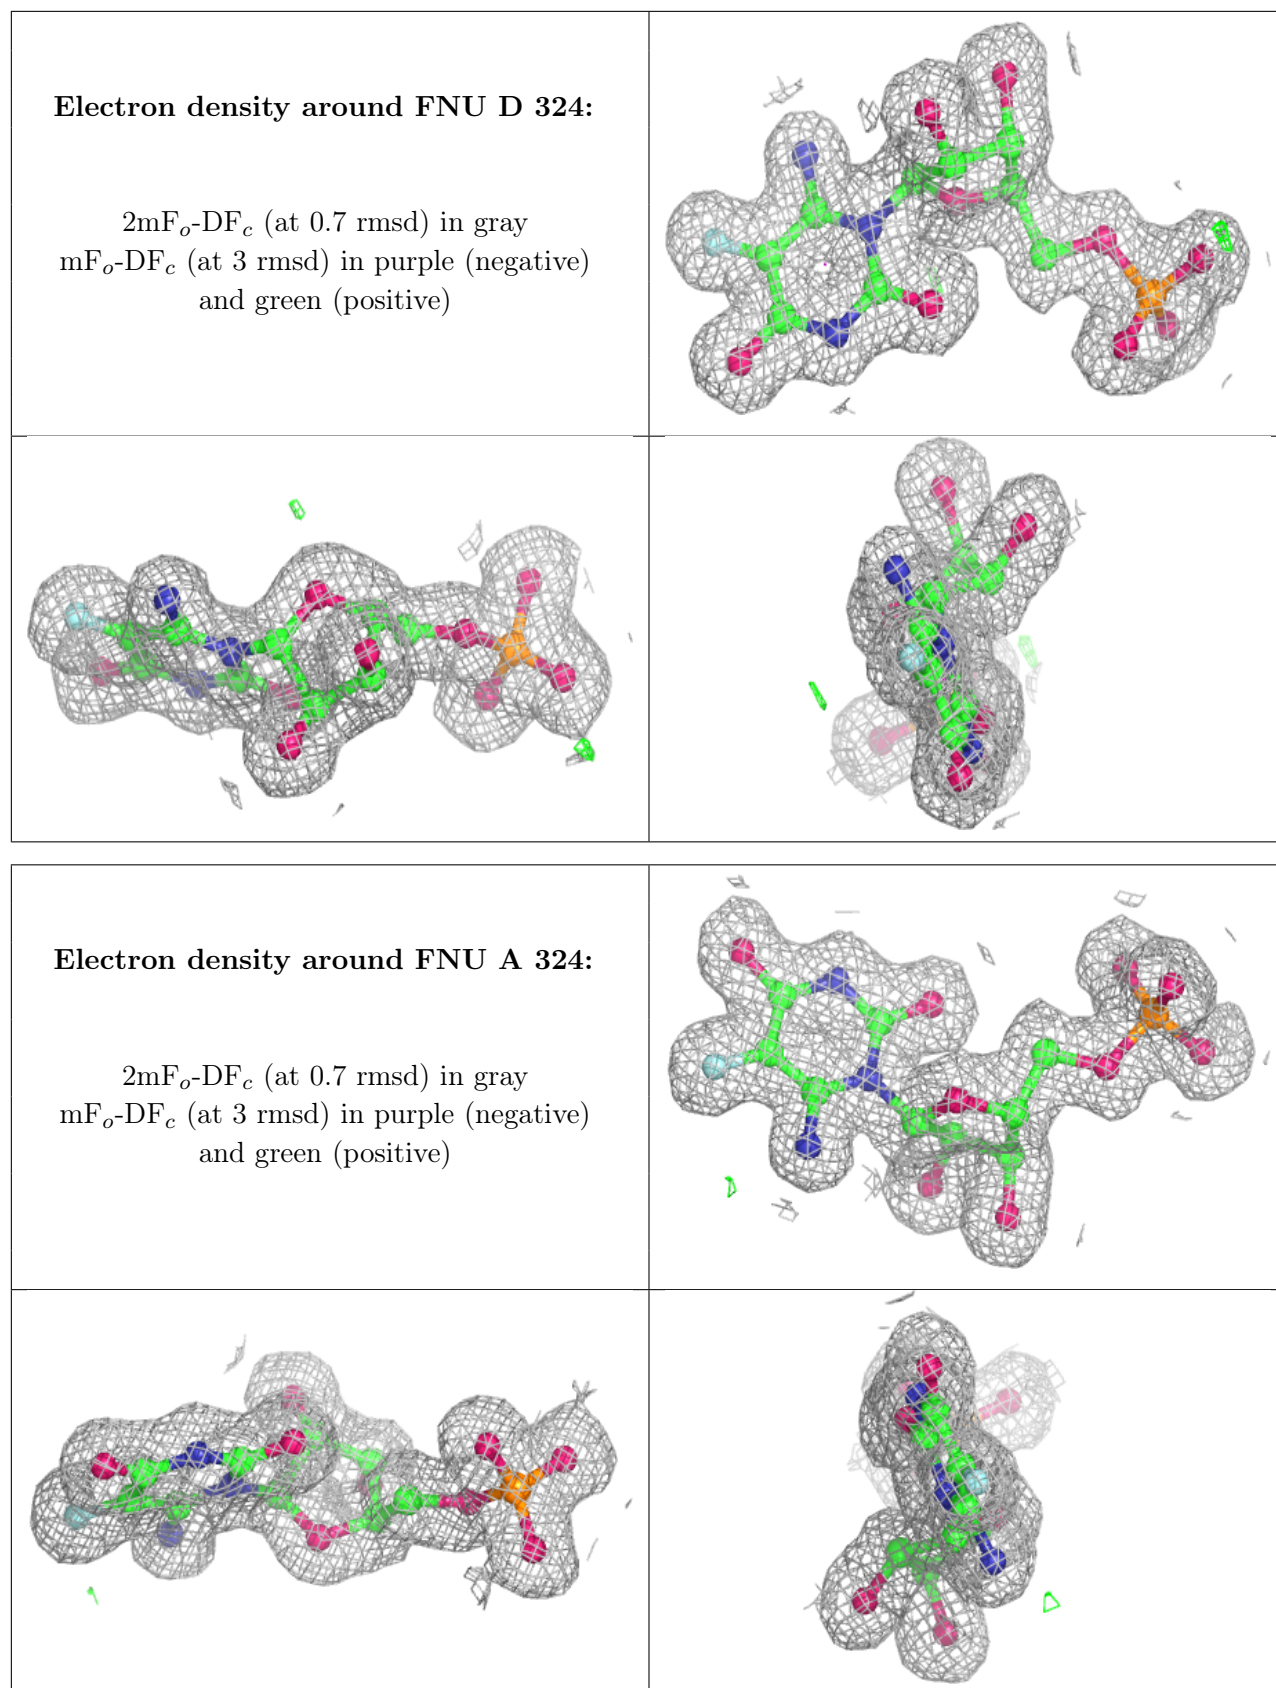 Electron density around FNU D 324:
2mFo-DFc (at 0.7 rmsd) in gray
mFo-DFc (at 3 rmsd) in purple (negative)
and green (positive)
Electron density around FNU A 324:
2mFo-DFc (at 0.7 rmsd) in gray
mFo-DFc (at 3 rmsd) in purple (negative)
and green (positive)